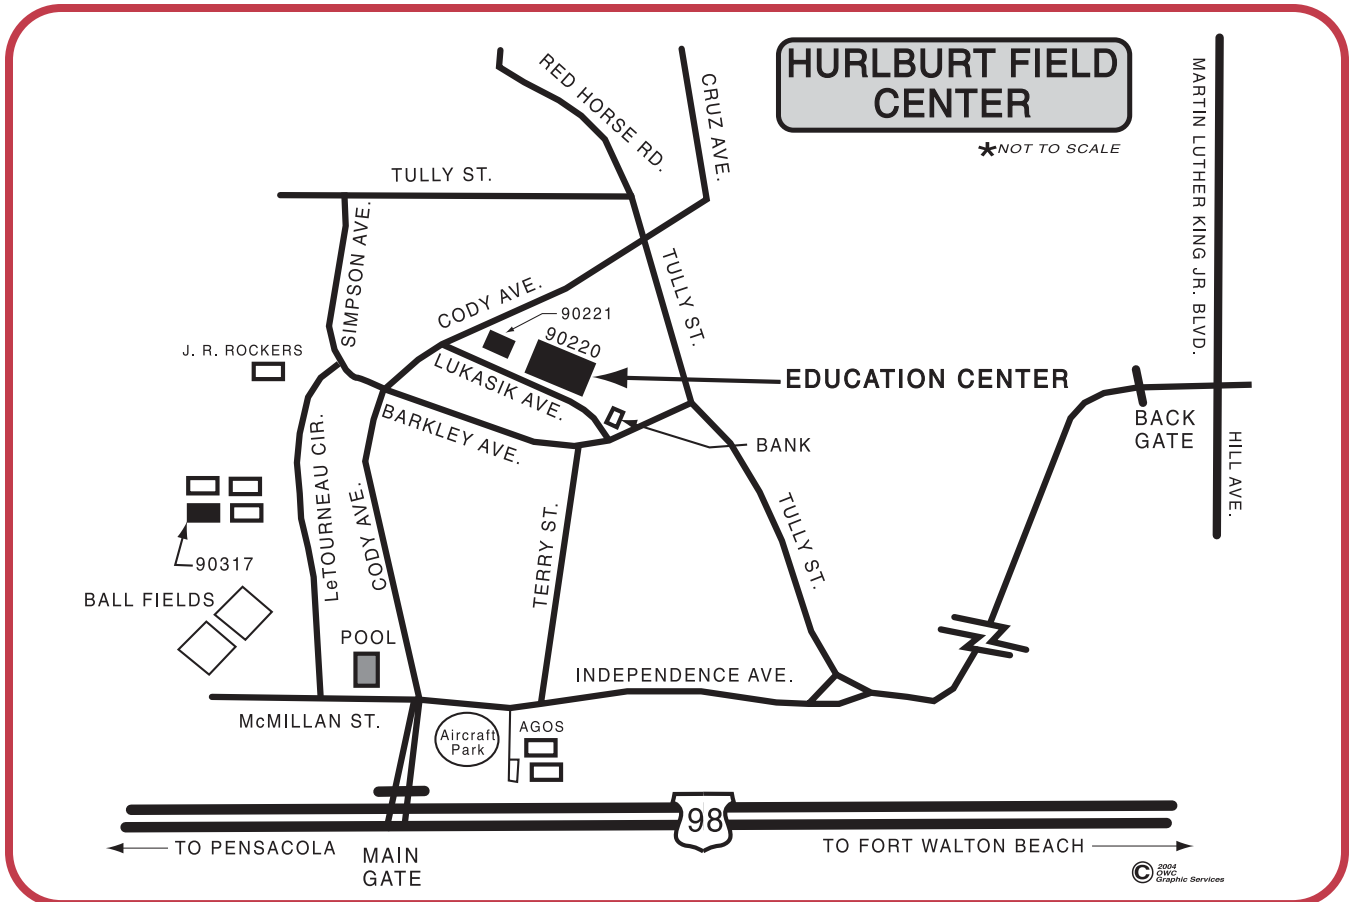 HURLBURT FIELD
CENTER
*NOT TO SCALE
RED HORSE RD.
CRUZ AVE.
MARTIN LUTHER KING JR. BLVD.
TULLY ST.
SIMPSON AVE.
CODY AVE.
TULLY ST.
90221
90220
J. R. ROCKERS
LUKASIK AVE.
EDUCATION CENTER
BARKLEY AVE.
BANK
BACK
GATE
HILL AVE.
LeTOURNEAU CIR.
CODY AVE.
TERRY ST.
TULLY ST.
90317
BALL FIELDS
POOL
INDEPENDENCE AVE.
McMILLAN ST.
Aircraft
Park
AGOS
98
TO PENSACOLA
MAIN
GATE
TO FORT WALTON BEACH
© 2004
OWC
Graphic Services